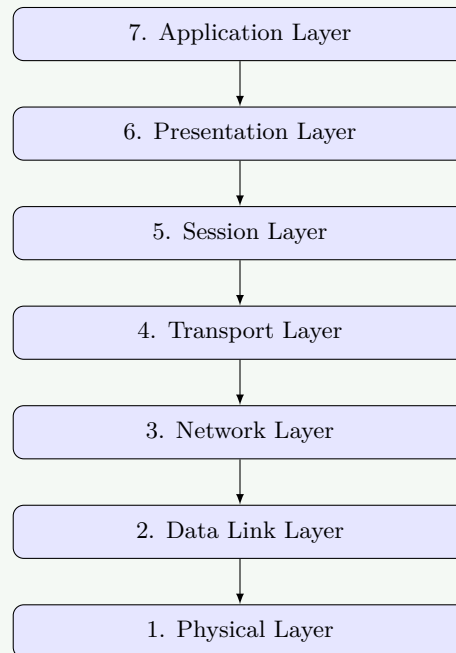 7. Application Layer
6. Presentation Layer
5. Session Layer
4. Transport Layer
3. Network Layer
2. Data Link Layer
1. Physical Layer